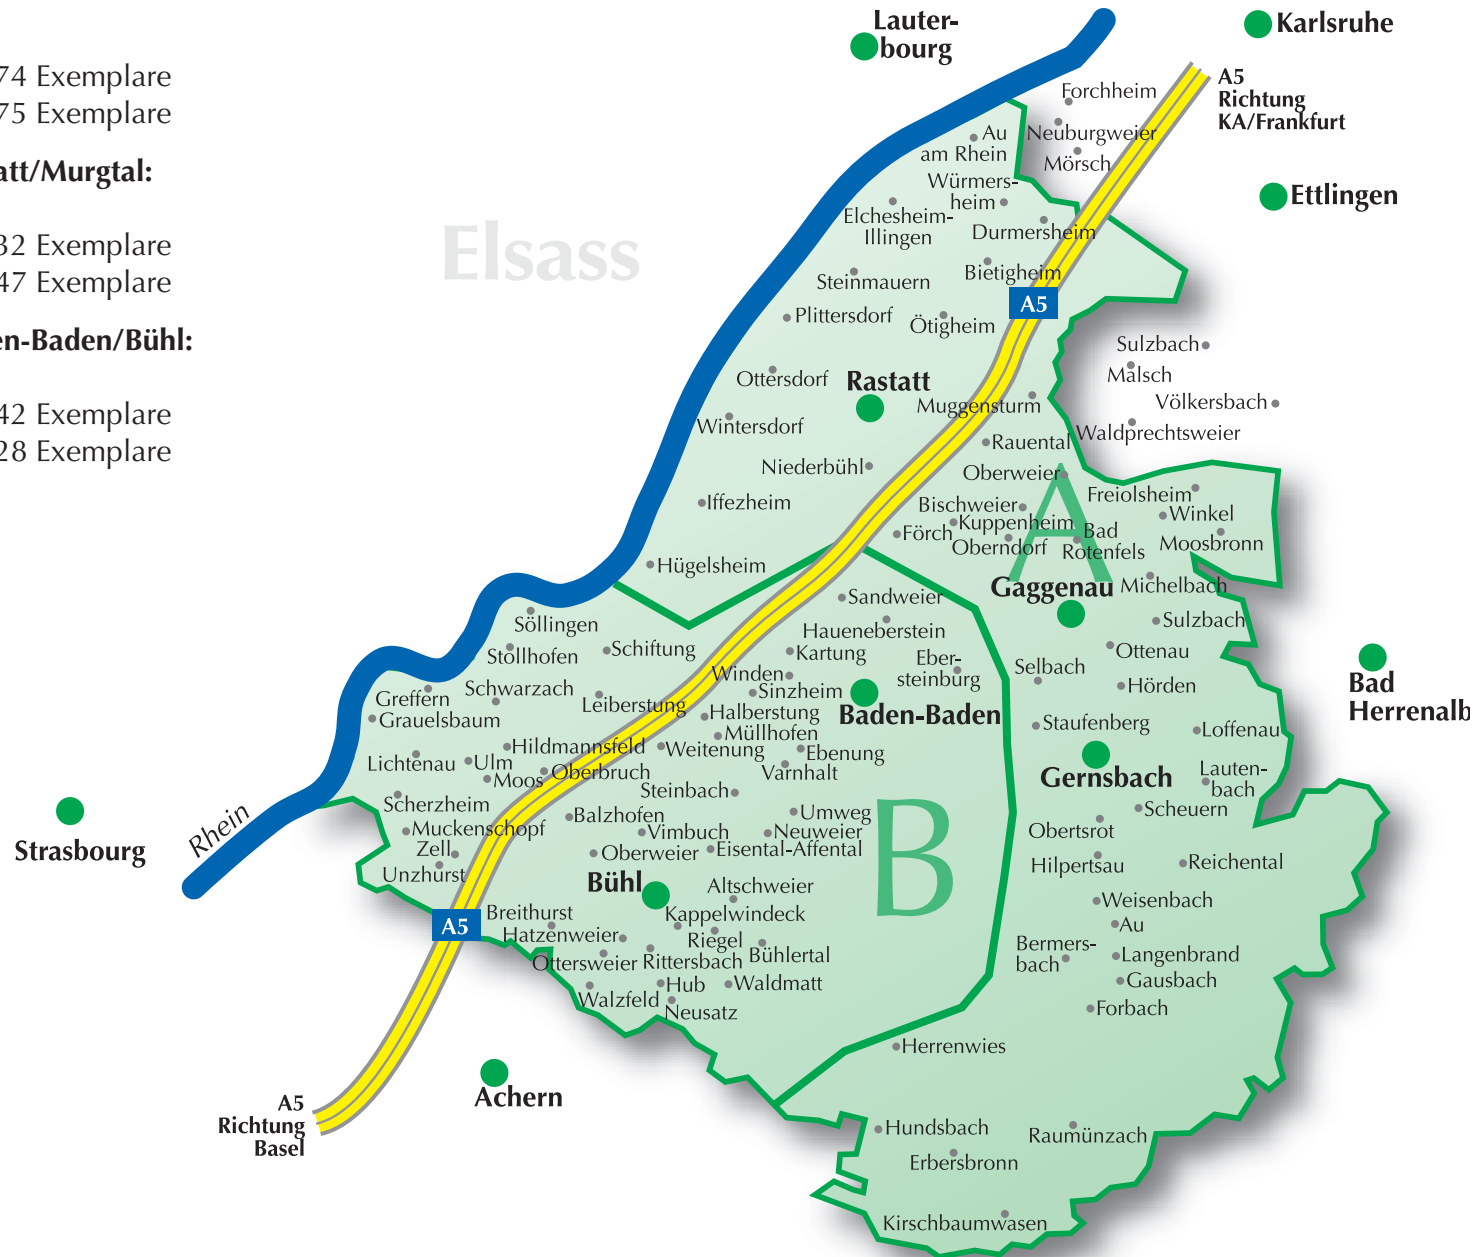 74 Exemplare
75 Exemplare
att/Murgtal:
32 Exemplare
47 Exemplare
en-Baden/Bühl:
42 Exemplare
28 Exemplare
Elsass
Lauter-
bourg
Karlsruhe
A5
Richtung
KA/Frankfurt
Ettlingen
Forchheim
Neuburgweier
Mörsch
Au
am Rhein
Würmers-
heim
Elchesheim-
Illingen
Durmersheim
Bietigheim
Steinmauern
A5
Plittersdorf
Ötigheim
Sulzbach
Malsch
Ottersdorf
Rastatt
Muggensturm
Völkersbach
Wintersdorf
Waldprechtsweier
Rauental
Niederbühl
Oberweier
A
Freiolsheim
Iffezheim
Bischweier
Winkel
Kuppenheim
Förch
Oberndorf
Bad
Rotenfels
Moosbronn
Hügelsheim
Gaggenau
Michelbach
Sandweier
Söllingen
Haueneberstein
Sulzbach
Stollhofen
Schiftung
Kartung
Eber-
steinburg
Ottenau
Selbach
Winden
Sinzheim
Hörden
Greffern
Schwarzach
Leiberstung
Grauelsbaum
Halberstung
Baden-Baden
Bad
Herrenalb
Müllhofen
Staufenberg
Loffenau
Hildmannsfeld
Weitenung
Ebenung
Lichtenau
Ulm
Moos
Oberbruch
Varnhalt
Gernsbach
Lauten-
bach
Steinbach
Scherzheim
Scheuern
Balzhofen
Umweg
Rhein
Muckenschopf
Vimbuch
Neuweier
B
Obertsrot
Strasbourg
Zell
Oberweier
Eisental-Affental
Hilpertsau
Reichental
Unzhurst
Bühl
Altschweier
Weisenbach
Breithurst
Kappelwindeck
A5
Au
Hatzenweier
Riegel
Bermers-
bach
Ottersweier
Rittersbach
Bühlertal
Langenbrand
Hub
Waldmatt
Gausbach
Walzfeld
Neusatz
Forbach
Herrenwies
Achern
A5
Richtung
Basel
Hundsbach
Raumünzach
Erbersbronn
Kirschbaumwasen